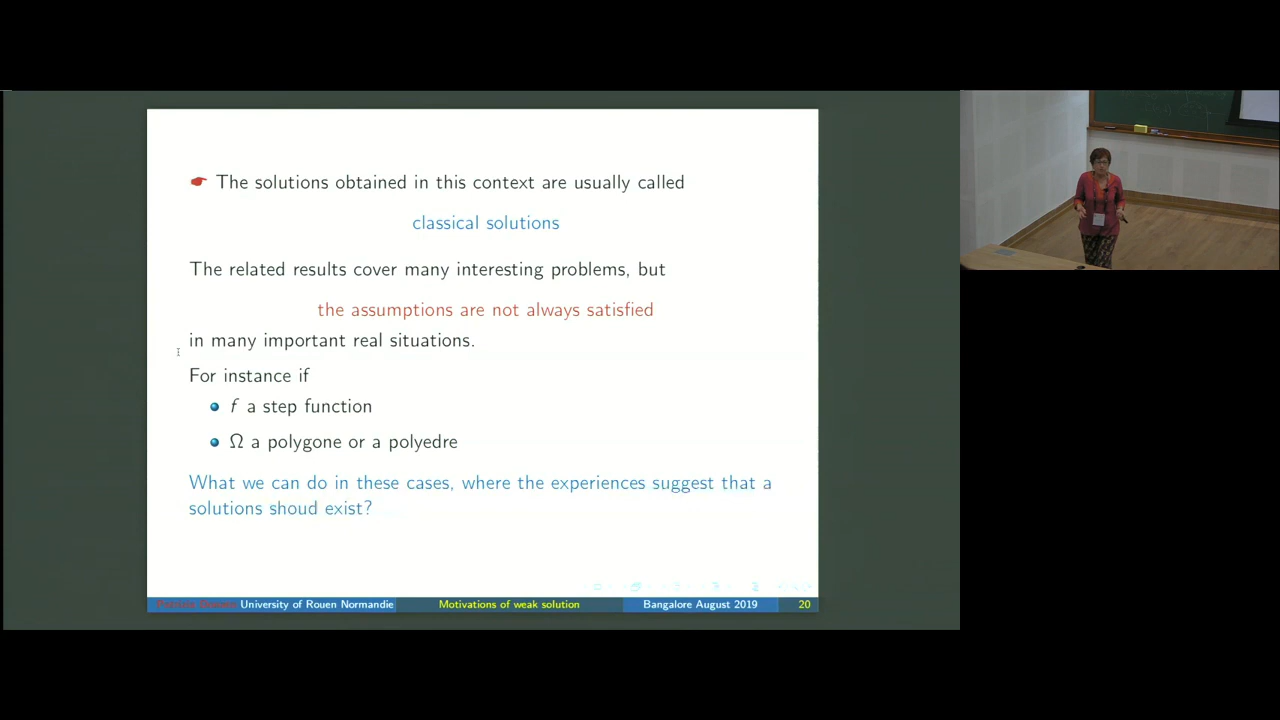 The solutions obtained in this context are usually called
classical solutions
The related results cover many interesting problems, but
the assumptions are not always satisfied
in many important real situations.
For instance if
f a step function
Ω a polygone or a polyedre
What we can do in these cases, where the experiences suggest that a
solutions shoud exist?
University of Rouen Normandie Motivations of weak solution Bangalore August 2019 20